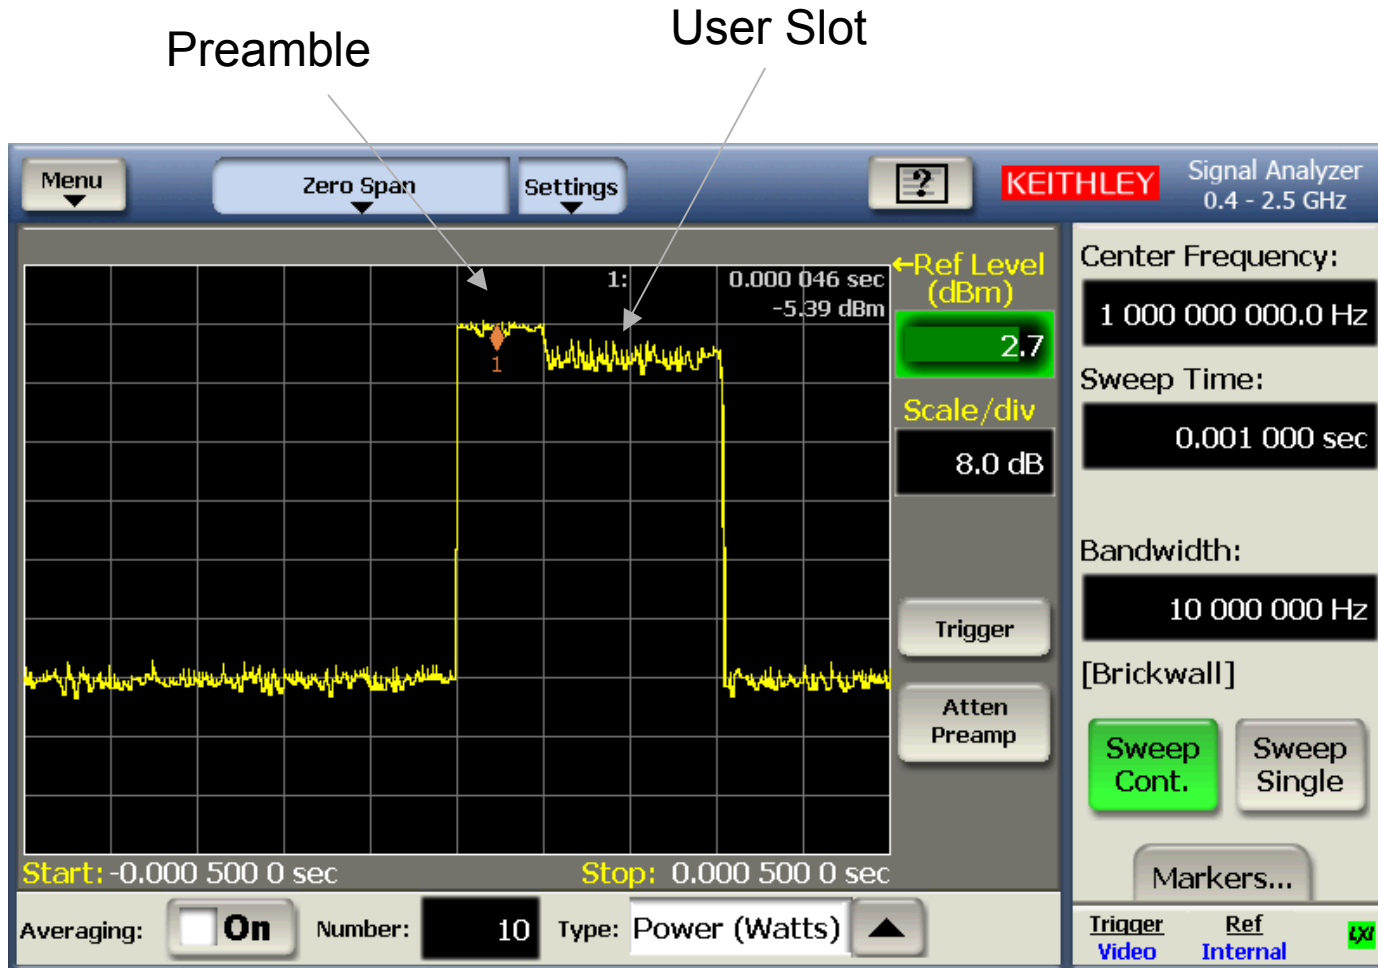 Preamble
User Slot
Menu
Zero Span
Settings
?
KEITHLEY
Signal Analyzer
0.4 - 2.5 GHz
1:
0.000 046 sec
-5.39 dBm
←Ref Level
(dBm)
2.7
Scale/div
8.0 dB
1
Trigger
Atten
Preamp
Start: -0.000 500 0 sec
Stop: 0.000 500 0 sec
Averaging:
On
Number:
10
Type:
Power (Watts)
Center Frequency:
1 000 000 000.0 Hz
Sweep Time:
0.001 000 sec
Bandwidth:
10 000 000 Hz
[Brickwall]
Sweep
Cont.
Sweep
Single
Markers...
Trigger
Video
Ref
Internal
LXI